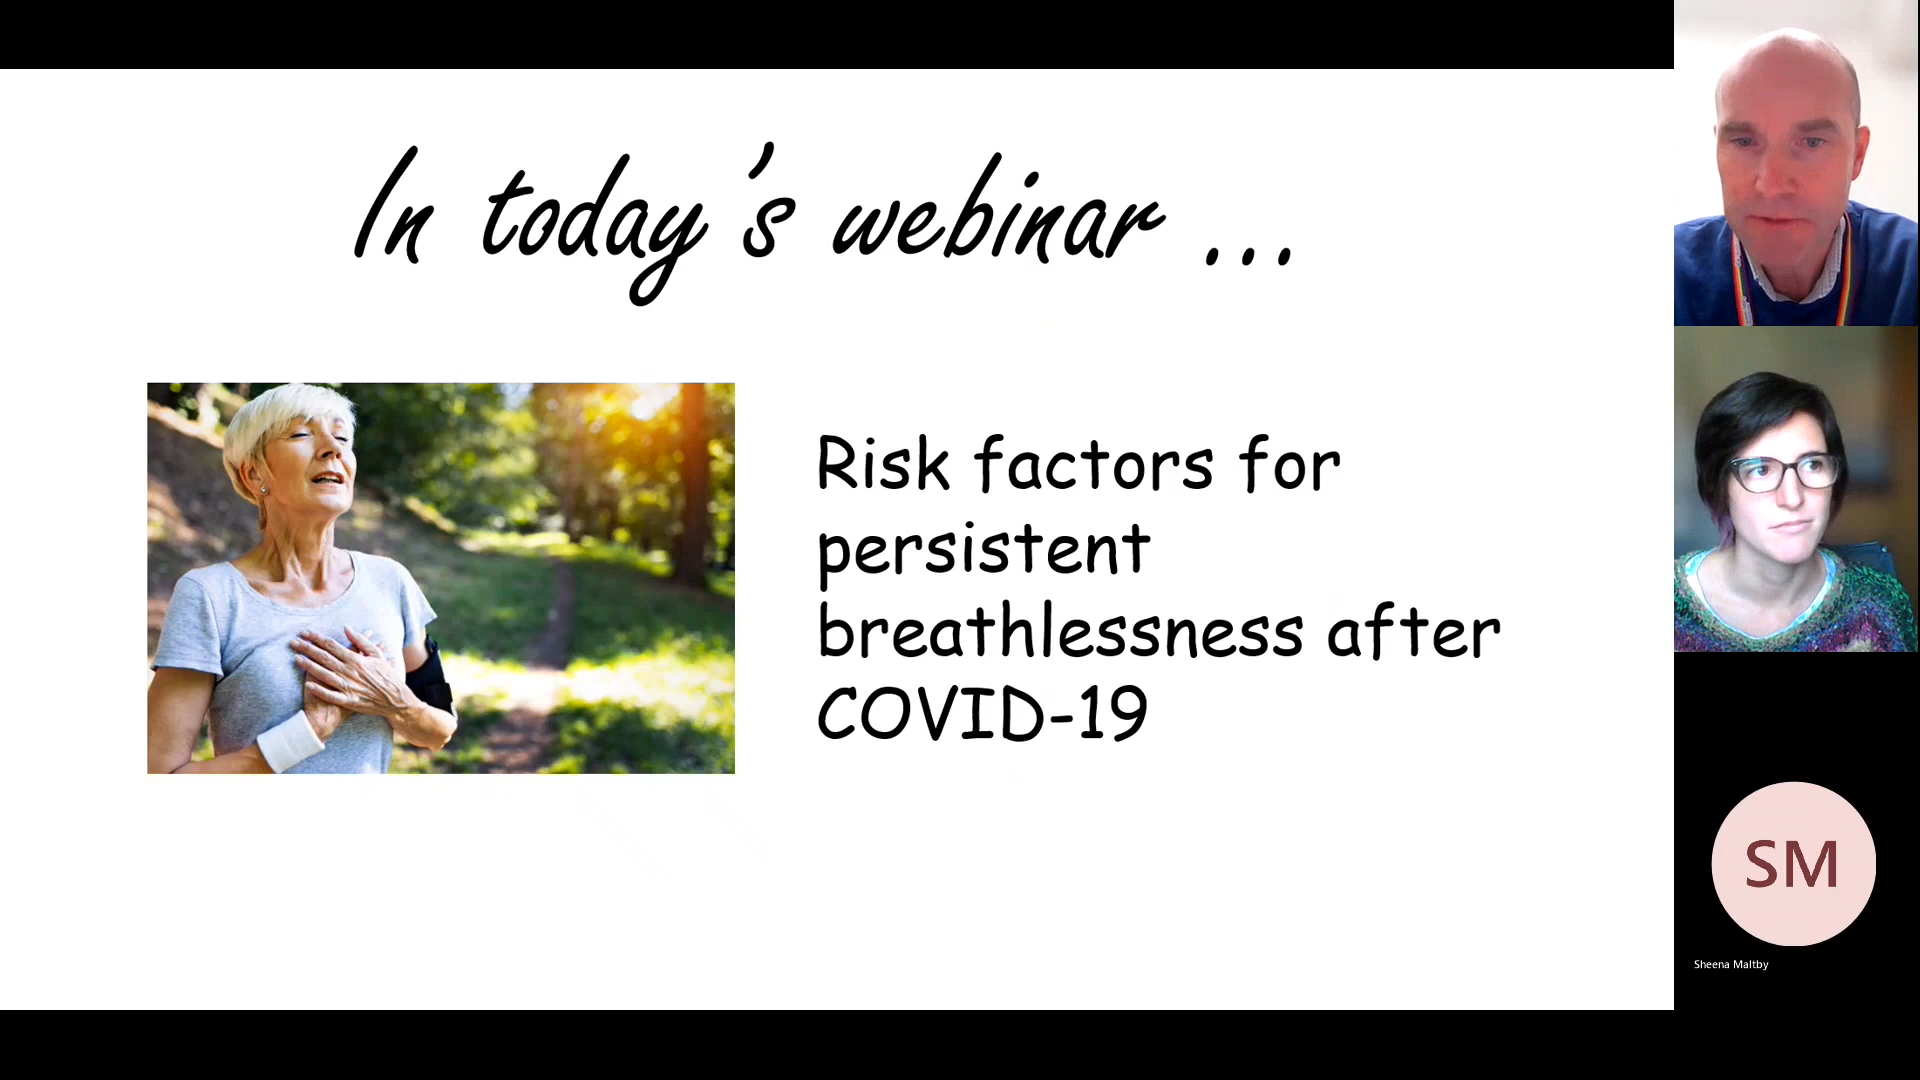 In today's webinar ...
Risk factors for
persistent
breathlessness after
COVID-19
SM
Sheena Maltby